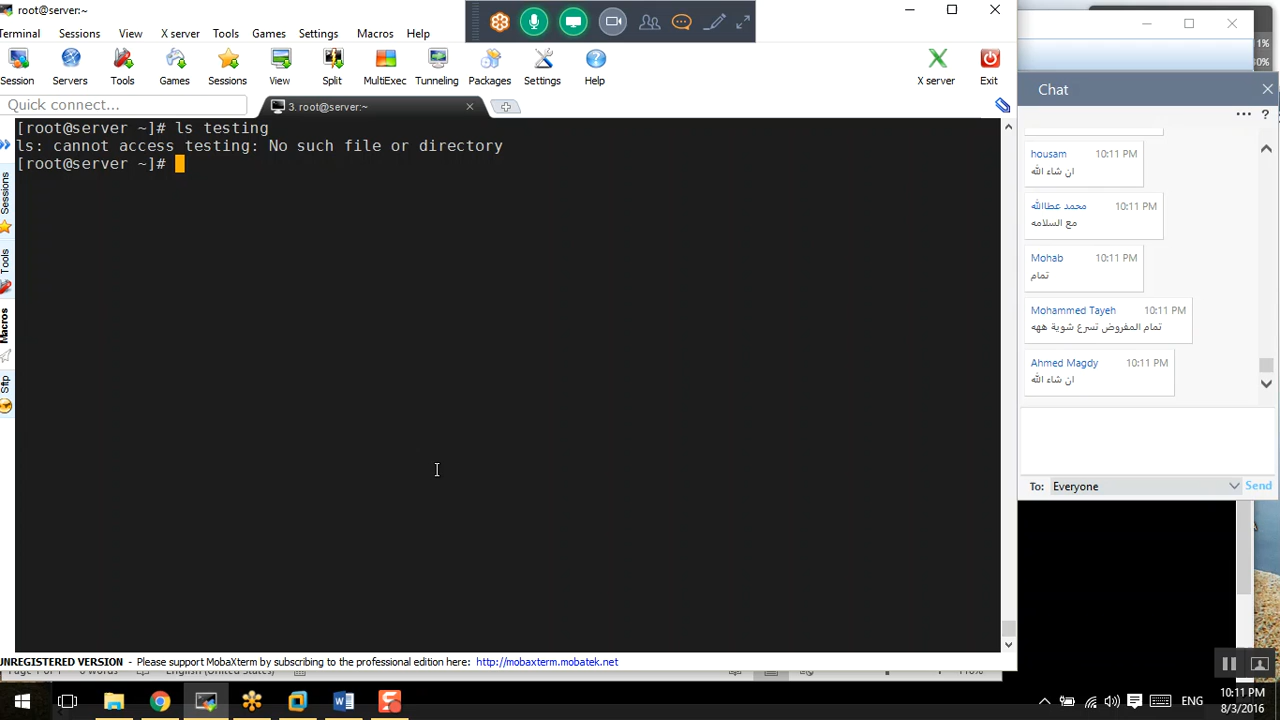 root@server:~
Terminal Sessions View X server Tools Games Settings Macros Help
Session Servers Tools Games Sessions View Split MultiExec Tunneling Packages Settings Help X server Exit
Quick connect...
3. root@server:~
[root@server ~]# ls testing
ls: cannot access testing: No such file or directory
[root@server ~]#
Sessions
Tools
Macros
Sftp
UNREGISTERED VERSION - Please support MobaXterm by subscribing to the professional edition here: http://mobaxterm.mobatek.net
1%
Chat
?
housam 10:11 PM
ان شاء الله
محمد عطاالله 10:11 PM
مع السلامه
Mohab 10:11 PM
تمام
Mohammed Tayeh 10:11 PM
تمام المفروض تسرع شوية ههه
Ahmed Magdy 10:11 PM
ان شاء الله
To: Everyone Send
ENG
10:11 PM
8/3/2016